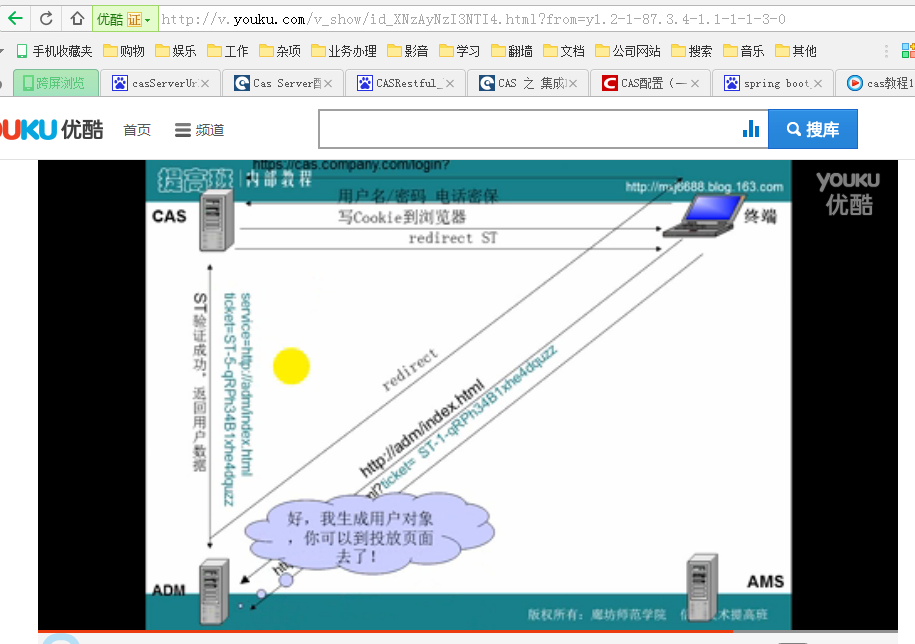 优酷 证 http://v.youku.com/v_show/id_XNzAyNzI3NTI4.html?from=y1.2-1-87.3.4-1.1-1-1-3-0
手机收藏夹 购物 娱乐 工作 杂项 业务办理 影音 学习 翻墙 文档 公司网站 搜索 音乐 其他
跨屏浏览 casServerUr Cas Server配 CASRestful_ CAS 之 集成 CAS配置（一 spring boot cas教程1
OUKU 优酷 首页 频道 搜库
https://cas.company.com/login?
提高班 内部教程
http://mxj6688.blog.163.com
YOUKU
优酷
用户名/密码 电话密保
CAS
写Cookie到浏览器
终端
redirect ST
ST验证成功，返回用户数据
service=http://adm/index.html
ticket=ST-5-qRPh34B1xhe4dquzz
redirect
http://adm/index.html
ml?ticket= ST-1-qRPh34B1xhe4dquzz
好，我生成用户对象
，你可以到投放页面
去了！
ADM
AMS
版权所有：廊坊师范学院 信 技术提高班